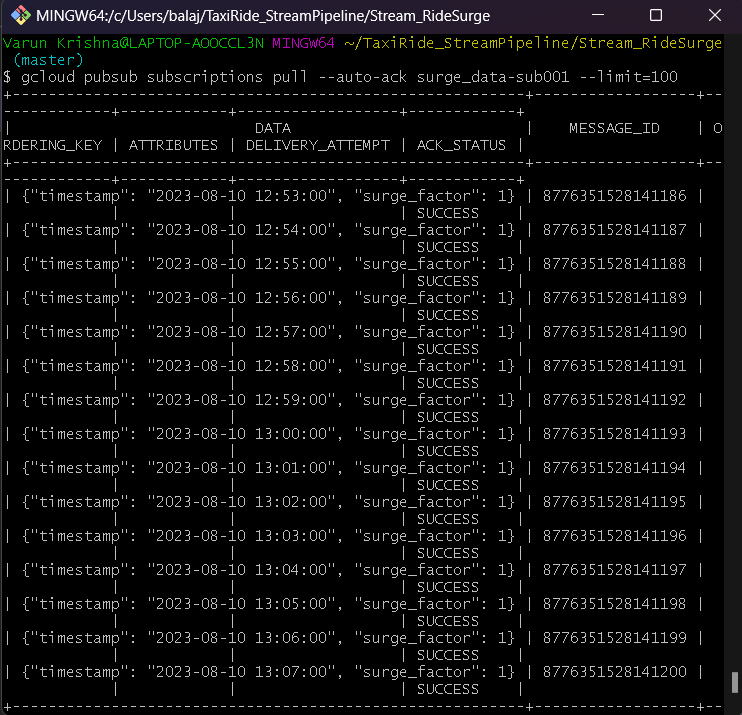 MINGW64:/c/Users/balaj/TaxiRide_StreamPipeline/Stream_RideSurge
Varun Krishna@LAPTOP-AOOCCL3N MINGW64 ~/TaxiRide_StreamPipeline/Stream_RideSurge
(master)
$ gcloud pubsub subscriptions pull --auto-ack surge_data-sub001 --limit=100
+-------------------------------------------------+------------------+--
------------+------------+------------------+------------+
| DATA | MESSAGE_ID | O
RDERING_KEY | ATTRIBUTES | DELIVERY_ATTEMPT | ACK_STATUS |
+-------------------------------------------------+------------------+--
------------+------------+------------------+------------+
| {"timestamp": "2023-08-10 12:53:00", "surge_factor": 1} | 8776351528141186 |
| | | SUCCESS |
| {"timestamp": "2023-08-10 12:54:00", "surge_factor": 1} | 8776351528141187 |
| | | SUCCESS |
| {"timestamp": "2023-08-10 12:55:00", "surge_factor": 1} | 8776351528141188 |
| | | SUCCESS |
| {"timestamp": "2023-08-10 12:56:00", "surge_factor": 1} | 8776351528141189 |
| | | SUCCESS |
| {"timestamp": "2023-08-10 12:57:00", "surge_factor": 1} | 8776351528141190 |
| | | SUCCESS |
| {"timestamp": "2023-08-10 12:58:00", "surge_factor": 1} | 8776351528141191 |
| | | SUCCESS |
| {"timestamp": "2023-08-10 12:59:00", "surge_factor": 1} | 8776351528141192 |
| | | SUCCESS |
| {"timestamp": "2023-08-10 13:00:00", "surge_factor": 1} | 8776351528141193 |
| | | SUCCESS |
| {"timestamp": "2023-08-10 13:01:00", "surge_factor": 1} | 8776351528141194 |
| | | SUCCESS |
| {"timestamp": "2023-08-10 13:02:00", "surge_factor": 1} | 8776351528141195 |
| | | SUCCESS |
| {"timestamp": "2023-08-10 13:03:00", "surge_factor": 1} | 8776351528141196 |
| | | SUCCESS |
| {"timestamp": "2023-08-10 13:04:00", "surge_factor": 1} | 8776351528141197 |
| | | SUCCESS |
| {"timestamp": "2023-08-10 13:05:00", "surge_factor": 1} | 8776351528141198 |
| | | SUCCESS |
| {"timestamp": "2023-08-10 13:06:00", "surge_factor": 1} | 8776351528141199 |
| | | SUCCESS |
| {"timestamp": "2023-08-10 13:07:00", "surge_factor": 1} | 8776351528141200 |
| | | SUCCESS |
+-------------------------------------------------+------------------+--